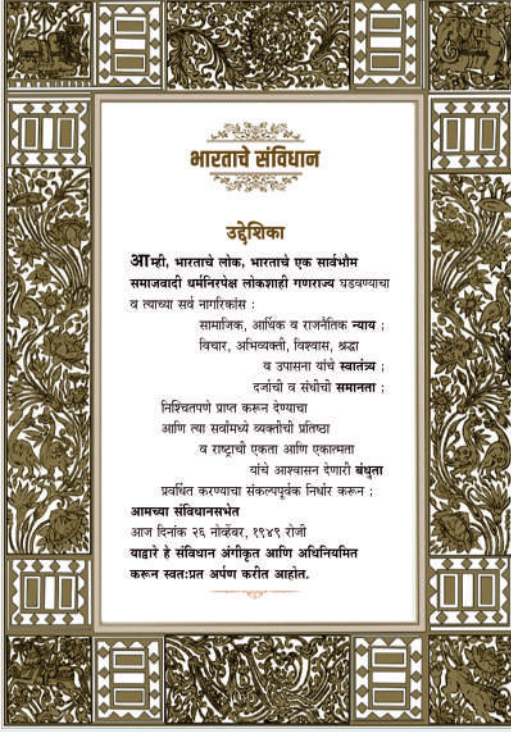 भारताचे संविधान
उद्देशिका
आम्ही, भारताचे लोक, भारताचे एक सार्वभौम
समाजवादी धर्मनिरपेक्ष लोकशाही गणराज्य घडवण्याचा
व त्याच्या सर्व नागरिकांस :
सामाजिक, आर्थिक व राजनैतिक न्याय ;
विचार, अभिव्यक्ती, विश्वास, श्रद्धा
व उपासना यांचे स्वातंत्र्य ;
दर्जाची व संधीची समानता ;
निश्चितपणे प्राप्त करून देण्याचा
आणि त्या सर्वांमध्ये व्यक्तीची प्रतिष्ठा
व राष्ट्राची एकता आणि एकात्मता
यांचे आश्वासन देणारी बंधुता
प्रवर्धित करण्याचा संकल्पपूर्वक निर्धार करून ;
आमच्या संविधानसभेत
आज दिनांक २६ नोव्हेंबर, १९४९ रोजी
याद्वारे हे संविधान अंगीकृत आणि अधिनियमित
करून स्वतःप्रत अर्पण करीत आहोत.